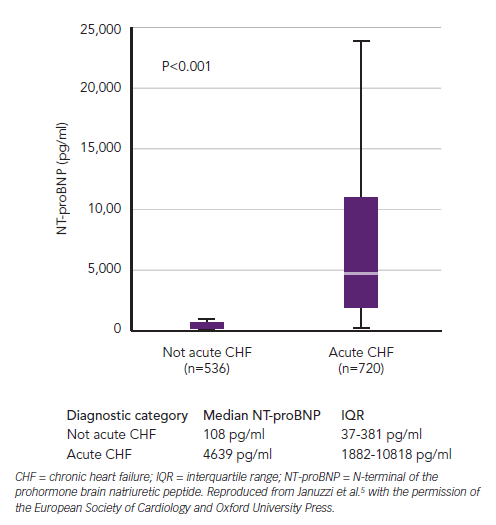 25,000
P<0.001
20,000
15,000
10,00
5,000
0
NT-proBNP (pg/ml)
Not acute CHF Acute CHF
(n=536) (n=720)
Diagnostic category Median NT-proBNP IQR
Not acute CHF 108 pg/ml 37-381 pg/ml
Acute CHF 4639 pg/ml 1882-10818 pg/ml
CHF = chronic heart failure; IQR = interquartile range; NT-proBNP = N-terminal of the
prohormone brain natriuretic peptide. Reproduced from Januzzi et al.⁵ with the permission of
the European Society of Cardiology and Oxford University Press.